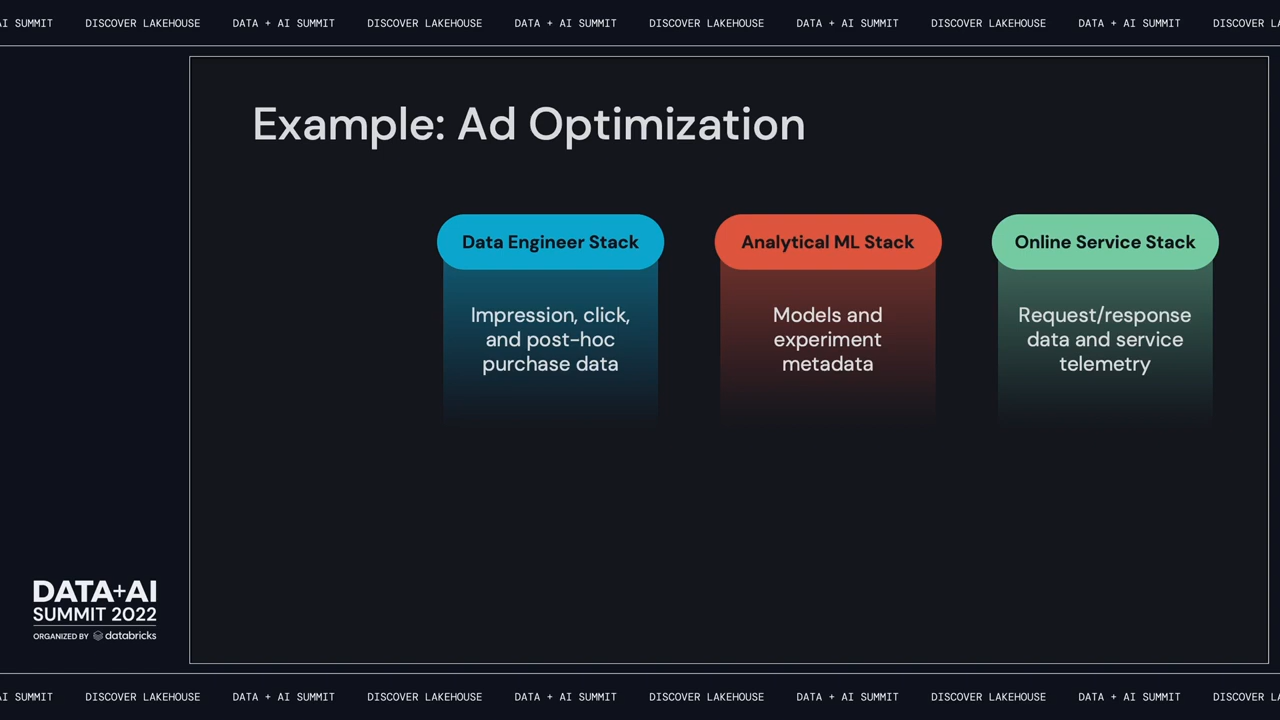 AI SUMMIT DISCOVER LAKEHOUSE DATA + AI SUMMIT DISCOVER LAKEHOUSE DATA + AI SUMMIT DISCOVER LAKEHOUSE DATA + AI SUMMIT DISCOVER LAKEHOUSE DATA + AI SUMMIT DISCOVER
Example: Ad Optimization
Data Engineer Stack
Impression, click,
and post-hoc
purchase data
Analytical ML Stack
Models and
experiment
metadata
Online Service Stack
Request/response
data and service
telemetry
DATA+AI
SUMMIT 2022
ORGANIZED BY databricks
AI SUMMIT DISCOVER LAKEHOUSE DATA + AI SUMMIT DISCOVER LAKEHOUSE DATA + AI SUMMIT DISCOVER LAKEHOUSE DATA + AI SUMMIT DISCOVER LAKEHOUSE DATA + AI SUMMIT DISCOVER